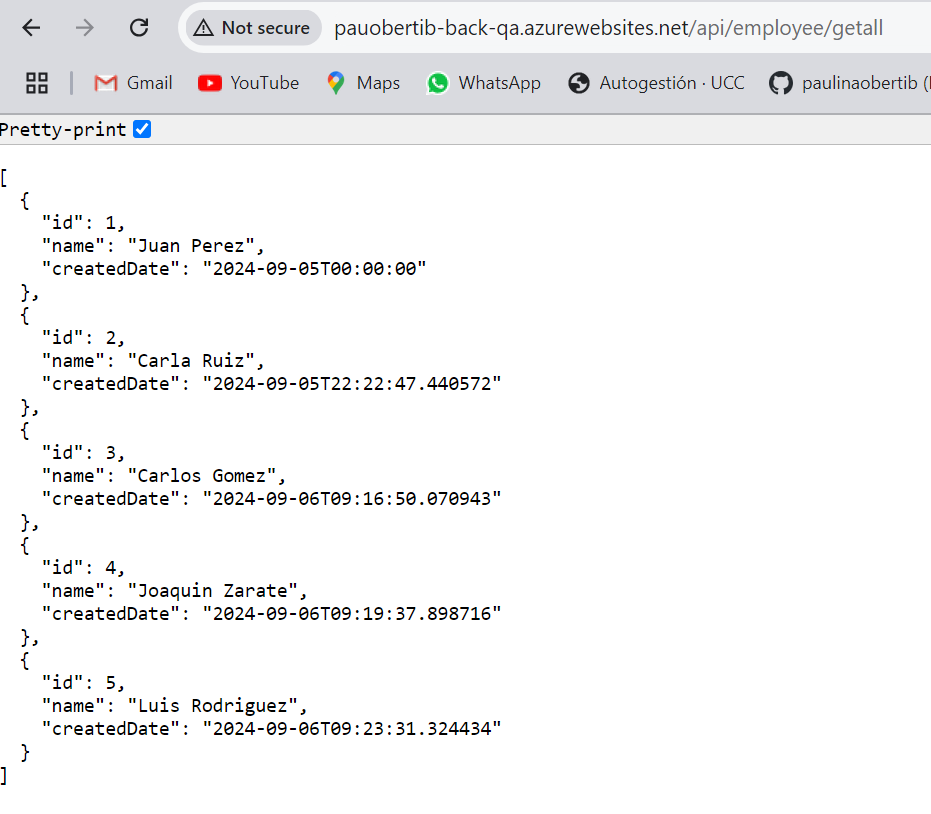 Not secure pauobertib-back-qa.azurewebsites.net/api/employee/getall
Gmail YouTube Maps WhatsApp Autogestión · UCC paulinaobertib (
Pretty-print
[
  {
    "id": 1,
    "name": "Juan Perez",
    "createdDate": "2024-09-05T00:00:00"
  },
  {
    "id": 2,
    "name": "Carla Ruiz",
    "createdDate": "2024-09-05T22:22:47.440572"
  },
  {
    "id": 3,
    "name": "Carlos Gomez",
    "createdDate": "2024-09-06T09:16:50.070943"
  },
  {
    "id": 4,
    "name": "Joaquin Zarate",
    "createdDate": "2024-09-06T09:19:37.898716"
  },
  {
    "id": 5,
    "name": "Luis Rodriguez",
    "createdDate": "2024-09-06T09:23:31.324434"
  }
]